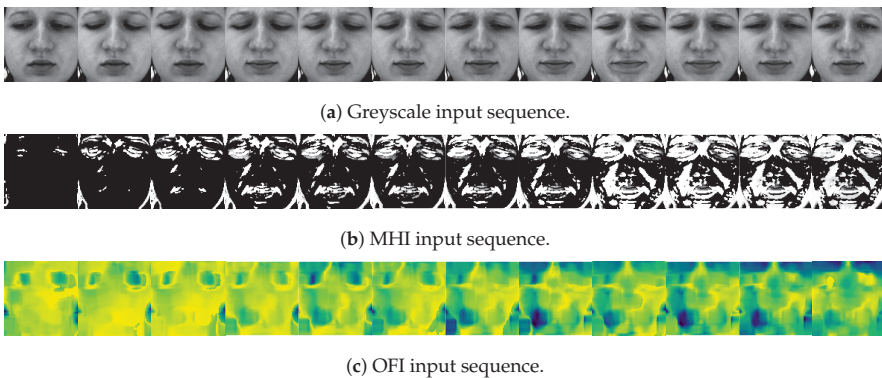 (a) Greyscale input sequence.
(b) MHI input sequence.
(c) OFI input sequence.